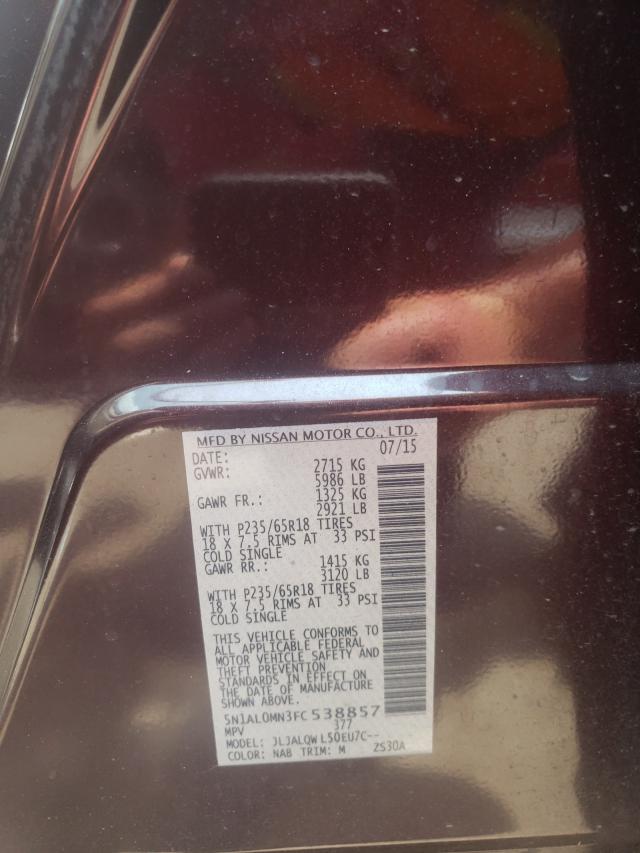 MFD BY NISSAN MOTOR CO., LTD.
DATE: 07/15
GVWR: 2715 KG
5986 LB
GAWR FR.: 1325 KG
2921 LB
WITH P235/65R18 TIRES
18 X 7.5 RIMS AT 33 PSI
COLD SINGLE
GAWR RR.: 1415 KG
3120 LB
WITH P235/65R18 TIRES
18 X 7.5 RIMS AT 33 PSI
COLD SINGLE
THIS VEHICLE CONFORMS TO
ALL APPLICABLE FEDERAL
MOTOR VEHICLE SAFETY AND
THEFT PREVENTION
STANDARDS IN EFFECT ON
THE DATE OF MANUFACTURE
SHOWN ABOVE.
5N1AL0MN3FC538857
MPV 377
MODEL: JLJALQWL50EU7C--
COLOR: NAB TRIM: M ZS30A